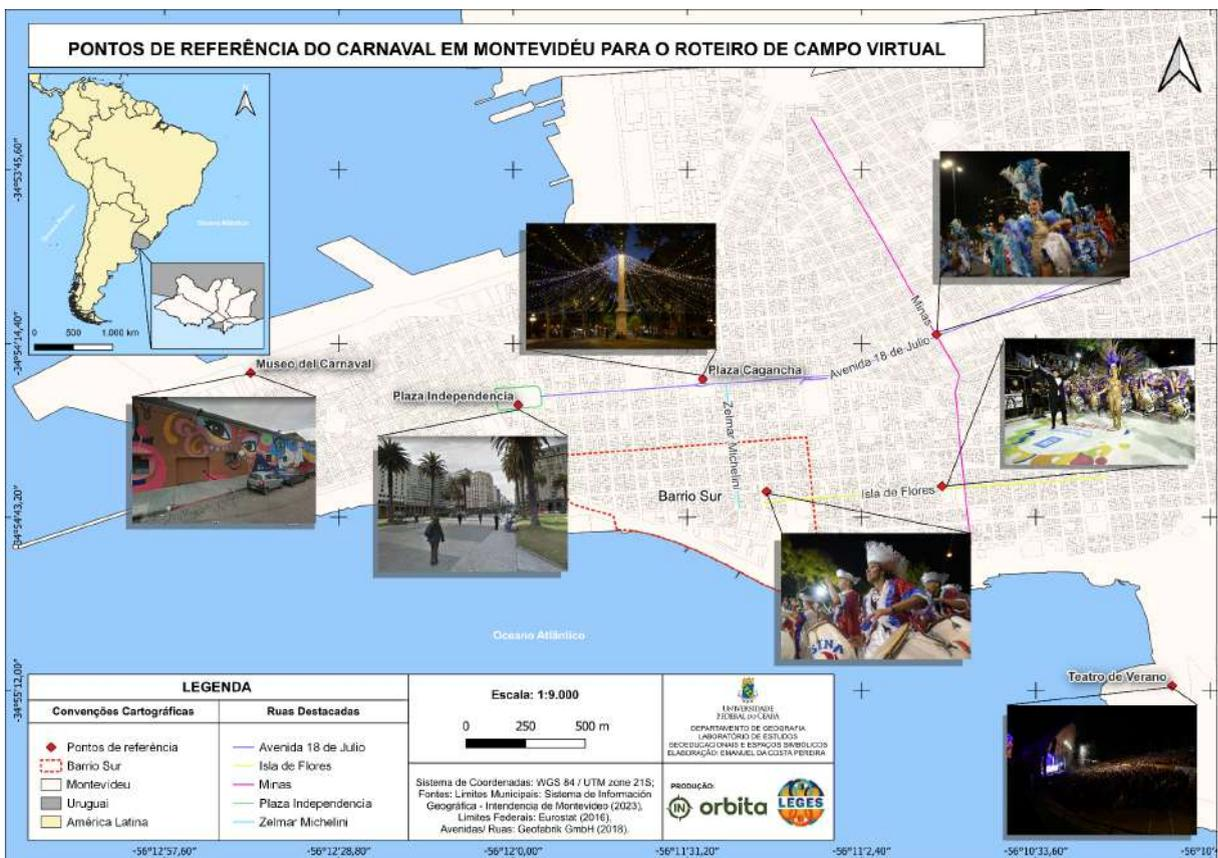 PONTOS DE REFERÊNCIA DO CARNAVAL EM MONTEVIDÉU PARA O ROTEIRO DE CAMPO VIRTUAL
Oceano Atlântico
0 500 1.000 km
-34°53'45,60"
-34°54'14,40"
-34°54'43,20"
-34°55'12,00"
Museo del Carnaval
Plaza Independencia
Plaza Cagancha
Avenida 18 de Julio
Minas
Zelmar Michelini
Barrio Sur
Isla de Flores
Oceano Atlântico
Teatro de Verano
LEGENDA
Convenções Cartográficas
Pontos de referência
Barrio Sur
Montevideu
Uruguai
América Latina
Ruas Destacadas
Avenida 18 de Julio
Isla de Flores
Minas
Plaza Independencia
Zelmar Michelini
Escala: 1:9.000
0 250 500 m
Sistema de Coordenadas: WGS 84 / UTM zone 21S;
Fontes: Limites Municipais: Sistema de Información
Geográfica - Intendencia de Montevideo (2023),
Limites Federais: Eurostat (2016),
Avenidas/ Ruas: Geofabrik GmbH (2018).
UNIVERSIDADE
FEDERAL DO CEARÁ
DEPARTAMENTO DE GEOGRAFIA
LABORATÓRIO DE ESTUDOS
GEOEDUCACIONAIS E ESPAÇOS SIMBÓLICOS
ELABORAÇÃO: EMANUEL DA COSTA PEREIRA
PRODUÇÃO:
IN orbita
LEGES
-56°12'57,60" -56°12'28,80" -56°12'0,00" -56°11'31,20" -56°11'2,40" -56°10'33,60"